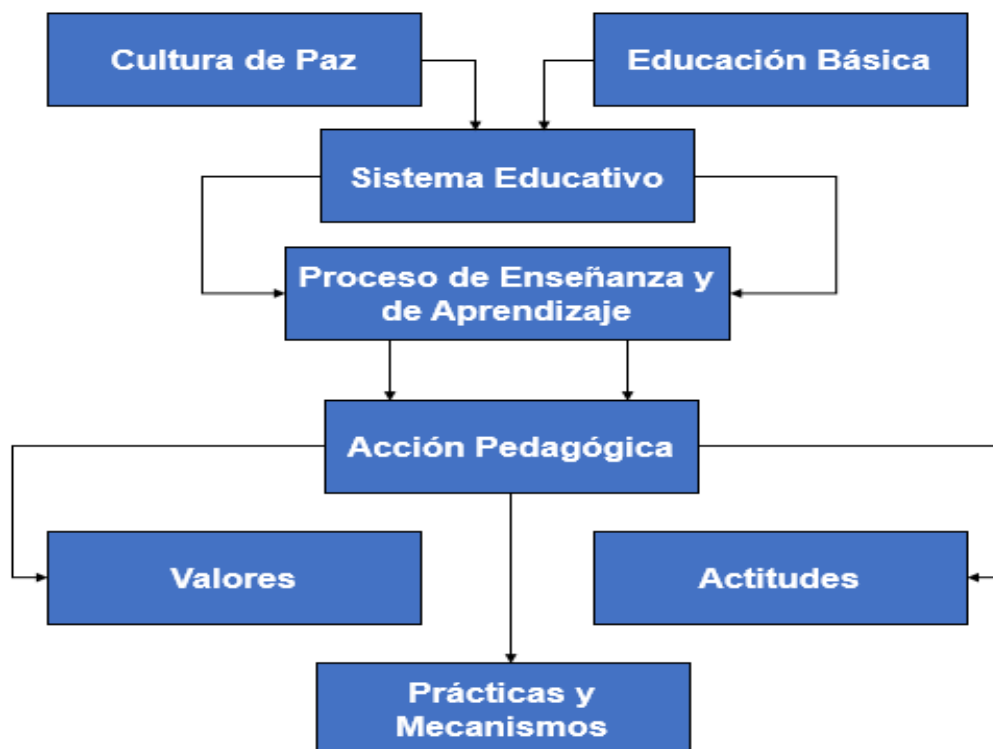 Cultura de Paz
Educación Básica
Sistema Educativo
Proceso de Enseñanza y
de Aprendizaje
Acción Pedagógica
Valores
Actitudes
Prácticas y
Mecanismos